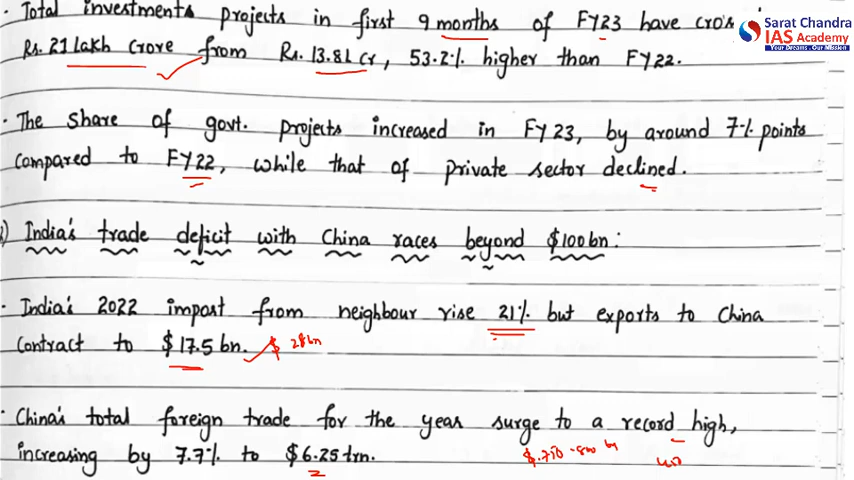 Total investments projects in first 9 months of FY23 have cros
Sarat Chandra
IAS Academy
Your Dreams . Our Mission
Rs. 21 lakh crore from Rs. 13.81 cr, 53.2% higher than FY22.
The share of govt. projects increased in FY23, by around 7% points
compared to FY22, while that of private sector declined.
) India's trade deficit with China races beyond $100bn:
India's 2022 import from neighbour rise 21% but exports to China
contract to $17.5 bn. $ 28bn
China's total foreign trade for the year surge to a record high,
increasing by 7.7% to $6.25 trn.